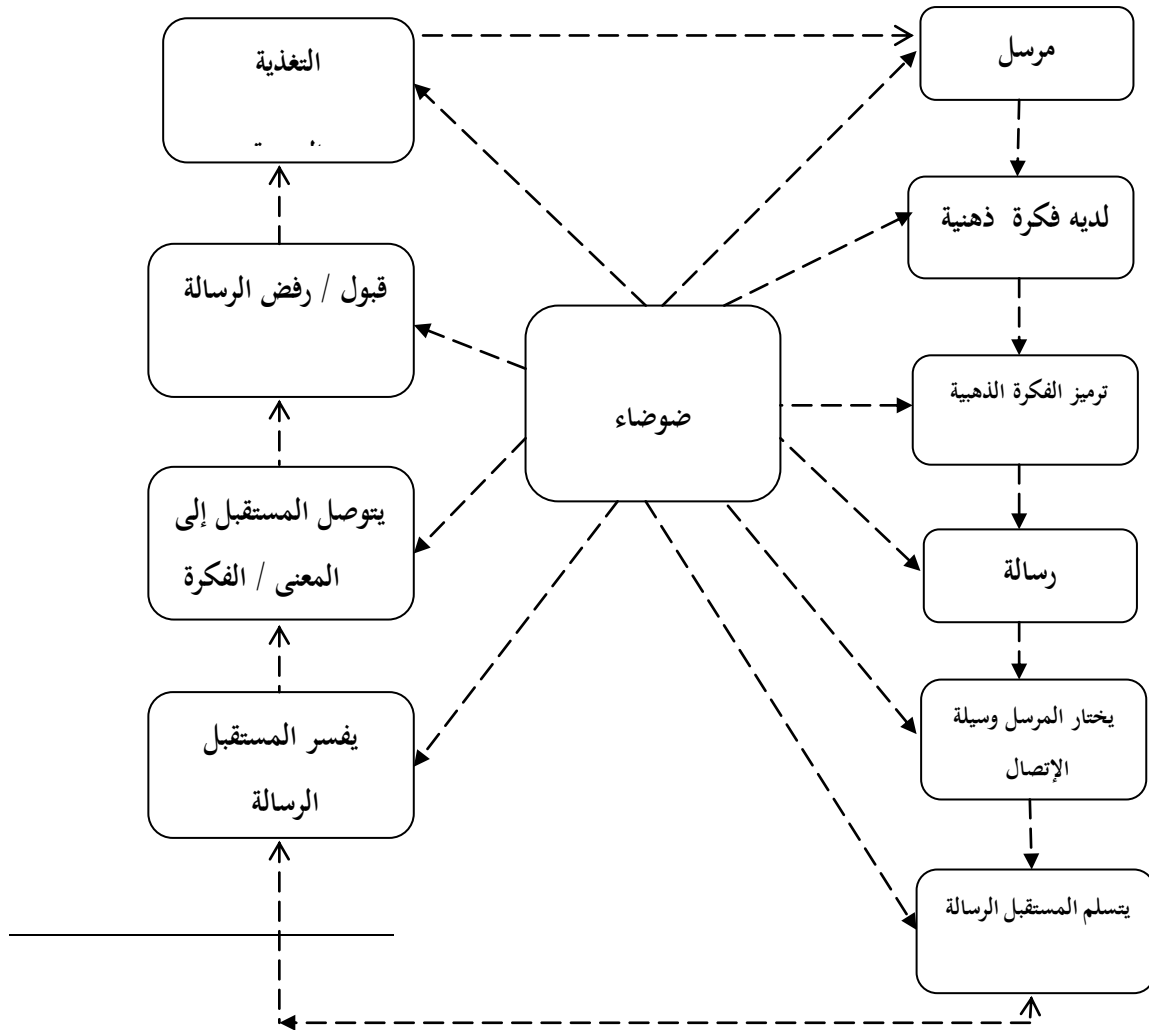 مرسل
لديه فكرة ذهنية
ترميز الفكرة الذهبية
رسالة
يختار المرسل وسيلة
الإتصال
يتسلم المستقبل الرسالة
يفسر المستقبل
الرسالة
يتوصل المستقبل إلى
المعنى / الفكرة
قبول / رفض الرسالة
التغذية
ضوضاء